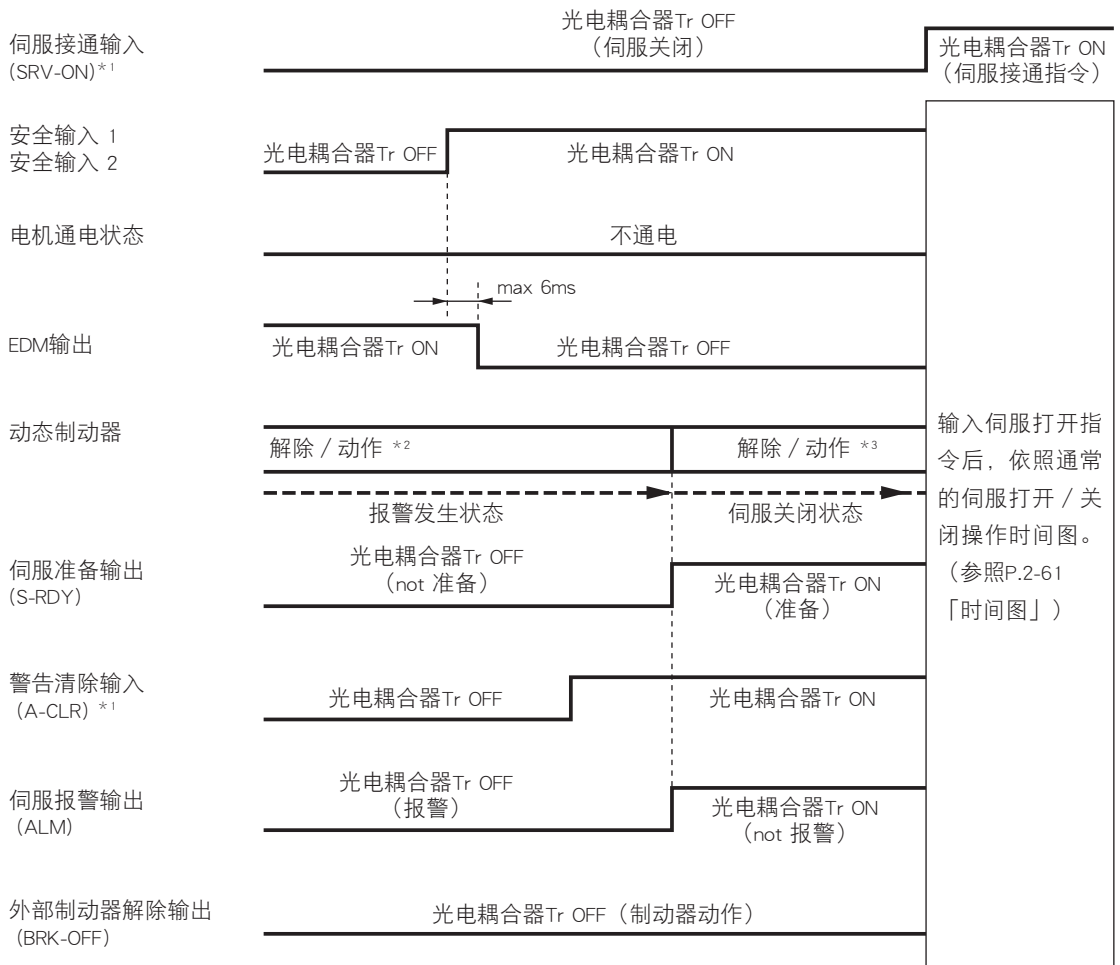 伺服接通输入
(SRV-ON)*1
光电耦合器Tr OFF
（伺服关闭）
光电耦合器Tr ON
（伺服接通指令）
安全输入 1
安全输入 2
光电耦合器Tr OFF
光电耦合器Tr ON
电机通电状态
不通电
max 6ms
EDM输出
光电耦合器Tr ON
光电耦合器Tr OFF
动态制动器
解除 / 动作 *2
解除 / 动作 *3
报警发生状态
伺服关闭状态
伺服准备输出
(S-RDY)
光电耦合器Tr OFF
（not 准备）
光电耦合器Tr ON
（准备）
警告清除输入
（A-CLR）*1
光电耦合器Tr OFF
光电耦合器Tr ON
伺服报警输出
（ALM）
光电耦合器Tr OFF
（报警）
光电耦合器Tr ON
（not 报警）
外部制动器解除输出
（BRK-OFF）
光电耦合器Tr OFF（制动器动作）
输入伺服打开指
令后，依照通常
的伺服打开 / 关
闭操作时间图。
（参照P.2-61
「时间图」）